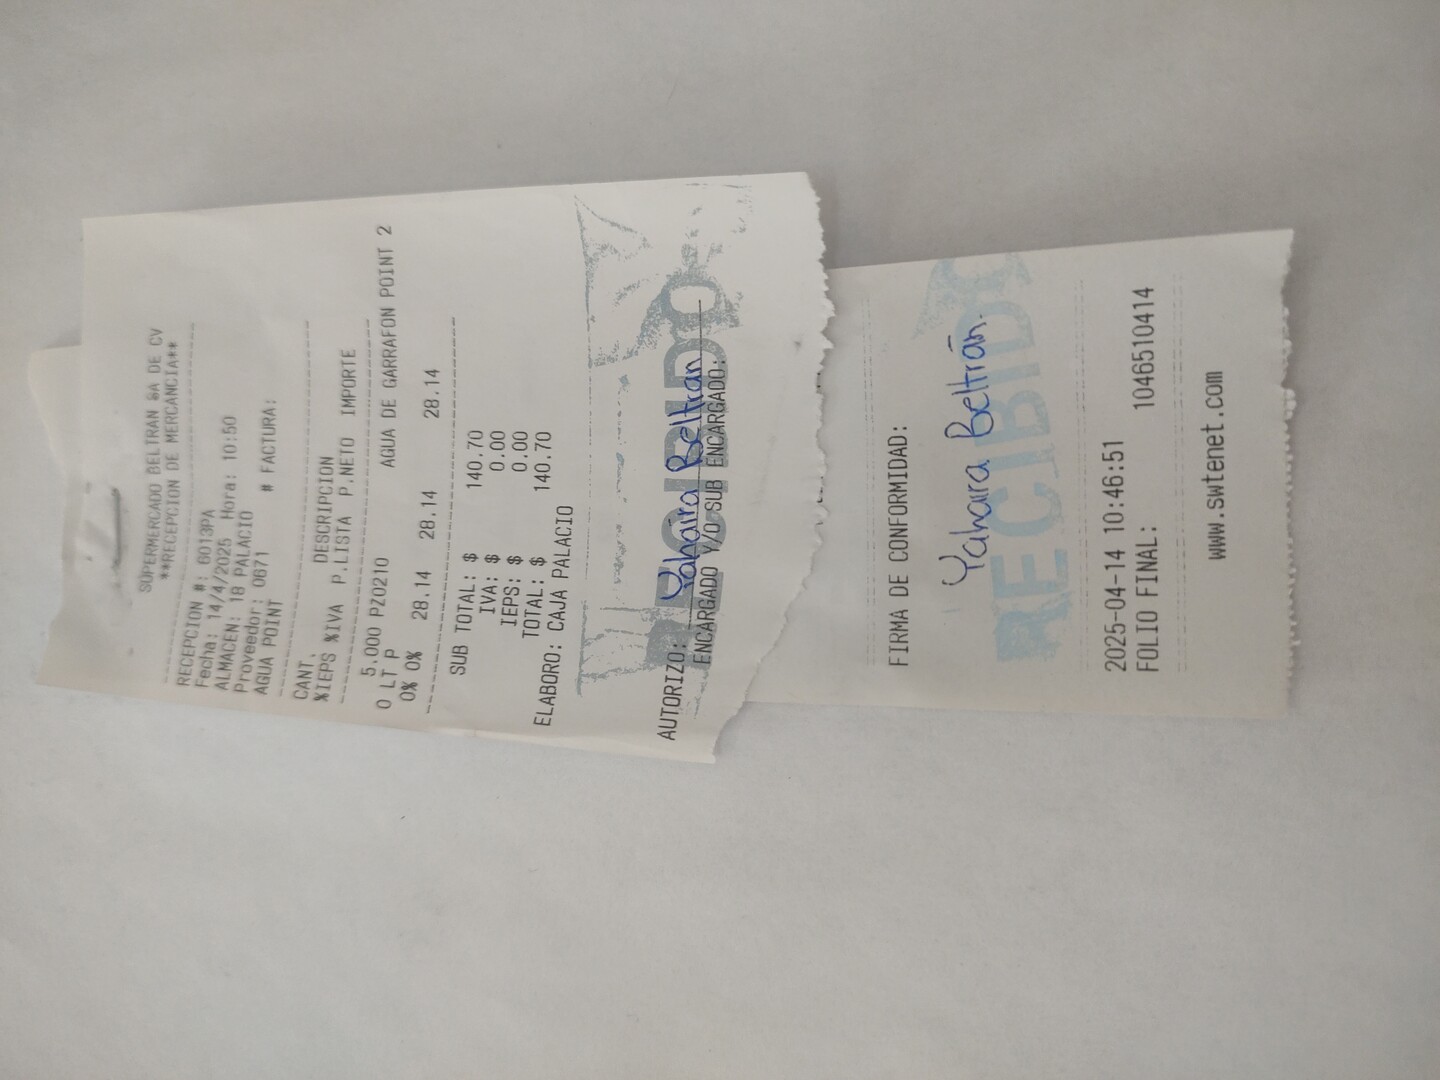 SUPERMERCADO BELTRAN SA DE CV
**RECEPCION DE MERCANCIA**
RECEPCION #: 6013PA
Fecha: 14/4/2025 Hora: 10:50
ALMACEN: 18 PALACIO
Proveedor: 0671 # FACTURA:
AGUA POINT
CANT. DESCRIPCION
%IEPS %IVA P.LISTA P.NETO IMPORTE
5.000 PZ0210 AGUA DE GARRAFON POINT 2
0 LT P
0% 0% 28.14 28.14 28.14
SUB TOTAL: $ 140.70
IVA: $ 0.00
IEPS: $ 0.00
TOTAL: $ 140.70
ELABORO: CAJA PALACIO
RECIBIDO
AUTORIZO: Yahaira Beltrán
ENCARGADO Y/O SUB ENCARGADO:
FIRMA DE CONFORMIDAD:
Yahaira Beltrán.
RECIBIDO
2025-04-14 10:46:51
FOLIO FINAL: 1046510414
www.swtenet.com